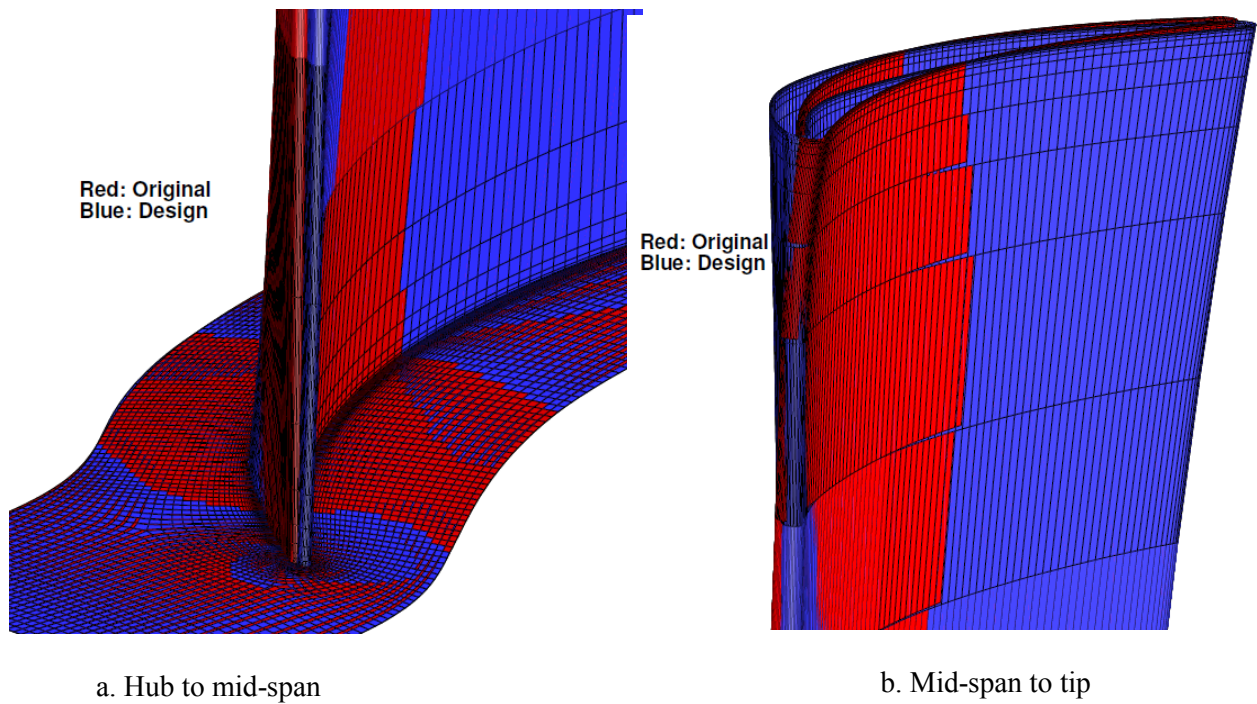 Red: Original
Blue: Design
Red: Original
Blue: Design
a. Hub to mid-span
b. Mid-span to tip